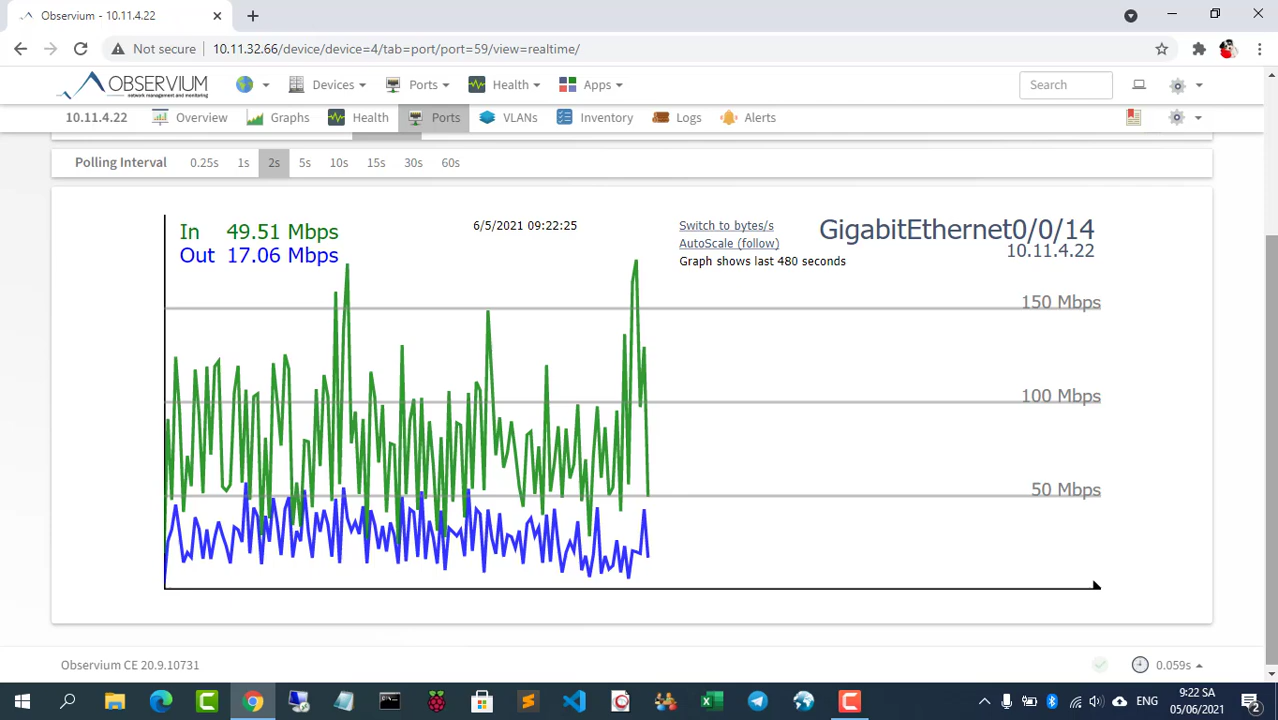 Observium - 10.11.4.22
Not secure 10.11.32.66/device/device=4/tab=port/port=59/view=realtime/
OBSERVIUM
network management and monitoring
Devices Ports Health Apps Search
10.11.4.22 Overview Graphs Health Ports VLANs Inventory Logs Alerts
Polling Interval 0.25s 1s 2s 5s 10s 15s 30s 60s
In 49.51 Mbps
Out 17.06 Mbps
6/5/2021 09:22:25
Switch to bytes/s
AutoScale (follow)
Graph shows last 480 seconds
GigabitEthernet0/0/14
10.11.4.22
150 Mbps
100 Mbps
50 Mbps
Observium CE 20.9.10731
0.059s
ENG
9:22 SA
05/06/2021
2